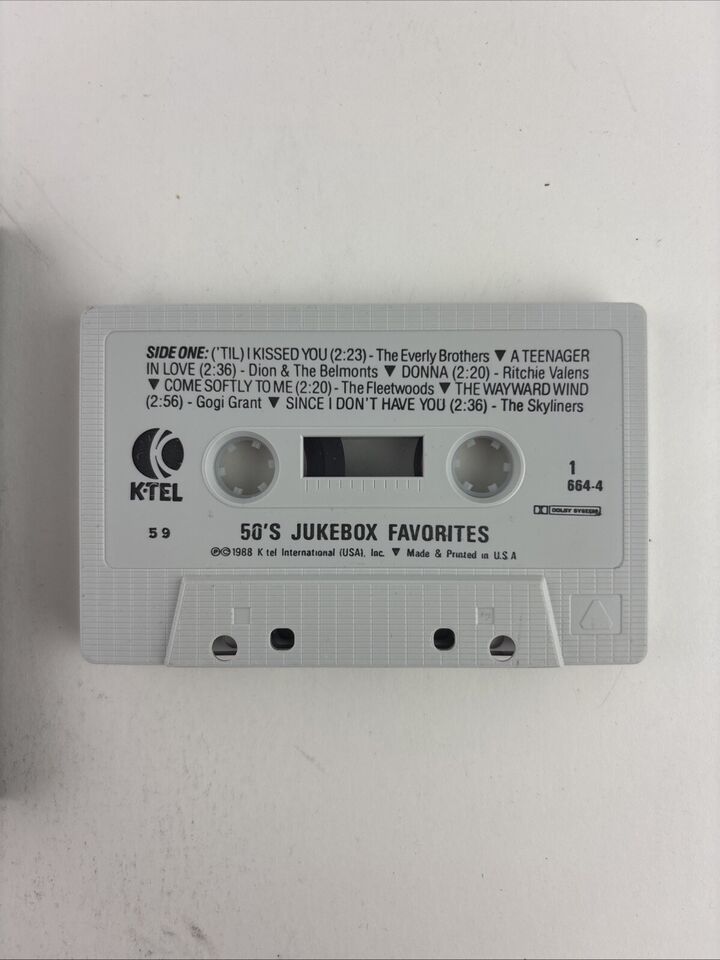 SIDE ONE: ('TIL) I KISSED YOU (2:23) - The Everly Brothers ▼ A TEENAGER
IN LOVE (2:36) - Dion & The Belmonts ▼ DONNA (2:20) - Ritchie Valens
▼ COME SOFTLY TO ME (2:20) - The Fleetwoods ▼ THE WAYWARD WIND
(2:56) - Gogi Grant ▼ SINCE I DON'T HAVE YOU (2:36) - The Skyliners
K-TEL
1
664-4
DOLBY SYSTEM
59
50'S JUKEBOX FAVORITES
℗©1988 K tel International (USA), Inc. ▼ Made & Printed in U.S.A